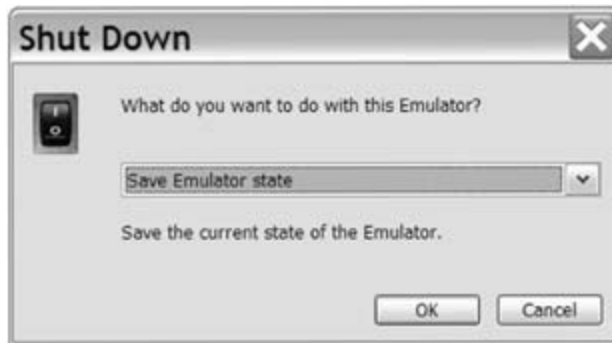 Shut Down
What do you want to do with this Emulator?
Save Emulator state
Save the current state of the Emulator.
OK Cancel